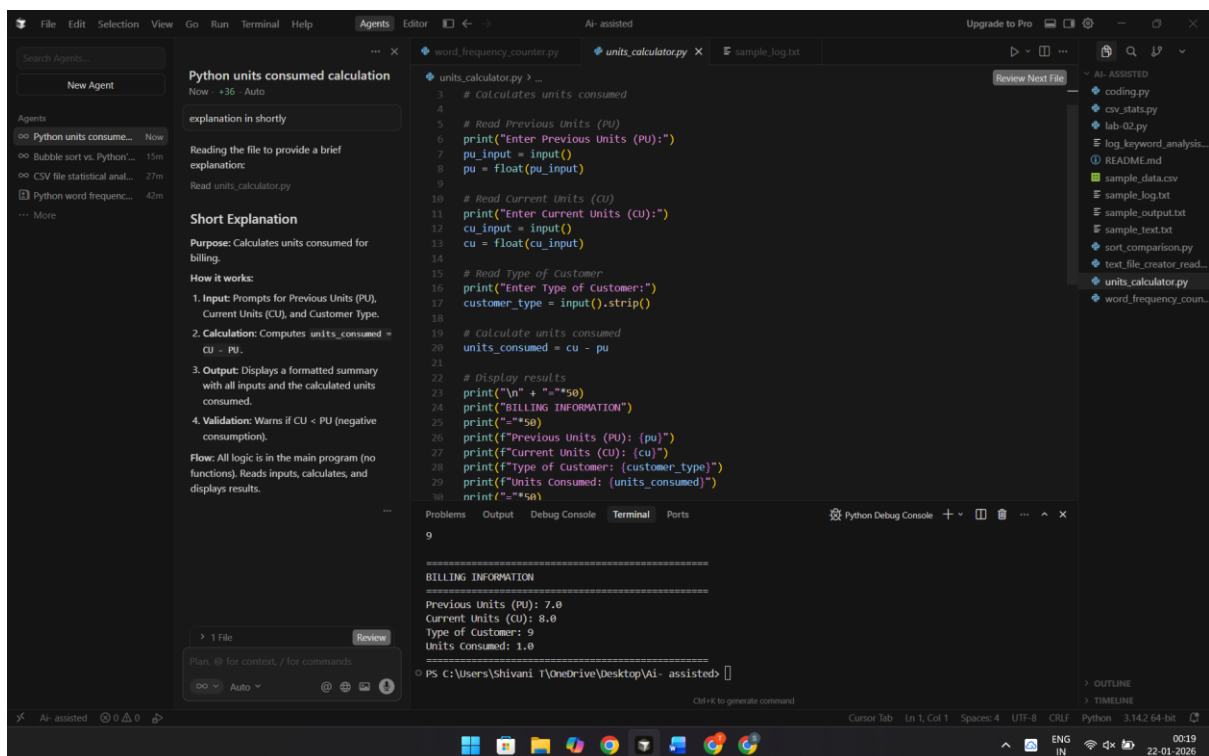 File Edit Selection View Go Run Terminal Help
Agents Editor
Ai- assisted
Upgrade to Pro
Search Agents...
New Agent
Agents
Python units consume... Now
Bubble sort vs. Python'... 15m
CSV file statistical anal... 27m
Python word frequenc... 42m
... More
Python units consumed calculation
Now · +36 · Auto
explanation in shortly
Reading the file to provide a brief
explanation:
Read units_calculator.py
Short Explanation
Purpose: Calculates units consumed for
billing.
How it works:
1. Input: Prompts for Previous Units (PU),
Current Units (CU), and Customer Type.
2. Calculation: Computes units_consumed =
CU - PU.
3. Output: Displays a formatted summary
with all inputs and the calculated units
consumed.
4. Validation: Warns if CU < PU (negative
consumption).
Flow: All logic is in the main program (no
functions). Reads inputs, calculates, and
displays results.
> 1 File Review
Plan, @ for context, / for commands
Auto
word_frequency_counter.py units_calculator.py sample_log.txt
units_calculator.py > ...
Review Next File
3 # Calculates units consumed
4
5 # Read Previous Units (PU)
6 print("Enter Previous Units (PU):")
7 pu_input = input()
8 pu = float(pu_input)
9
10 # Read Current Units (CU)
11 print("Enter Current Units (CU):")
12 cu_input = input()
13 cu = float(cu_input)
14
15 # Read Type of Customer
16 print("Enter Type of Customer:")
17 customer_type = input().strip()
18
19 # Calculate units consumed
20 units_consumed = cu - pu
21
22 # Display results
23 print("\n" + "="*50)
24 print("BILLING INFORMATION")
25 print("="*50)
26 print(f"Previous Units (PU): {pu}")
27 print(f"Current Units (CU): {cu}")
28 print(f"Type of Customer: {customer_type}")
29 print(f"Units Consumed: {units_consumed}")
30 print("="*50)
Problems Output Debug Console Terminal Ports
Python Debug Console
9
==================================================
BILLING INFORMATION
==================================================
Previous Units (PU): 7.0
Current Units (CU): 8.0
Type of Customer: 9
Units Consumed: 1.0
==================================================
PS C:\Users\Shivani T\OneDrive\Desktop\Ai- assisted>
Ctrl+K to generate command
AI- ASSISTED
coding.py
csv_stats.py
lab-02.py
log_keyword_analysis...
README.md
sample_data.csv
sample_log.txt
sample_output.txt
sample_text.txt
sort_comparison.py
text_file_creator_read...
units_calculator.py
word_frequency_coun...
> OUTLINE
> TIMELINE
Ai- assisted 0 0
Cursor Tab Ln 1, Col 1 Spaces: 4 UTF-8 CRLF Python 3.14.2 64-bit
ENG
IN
00:19
22-01-2026